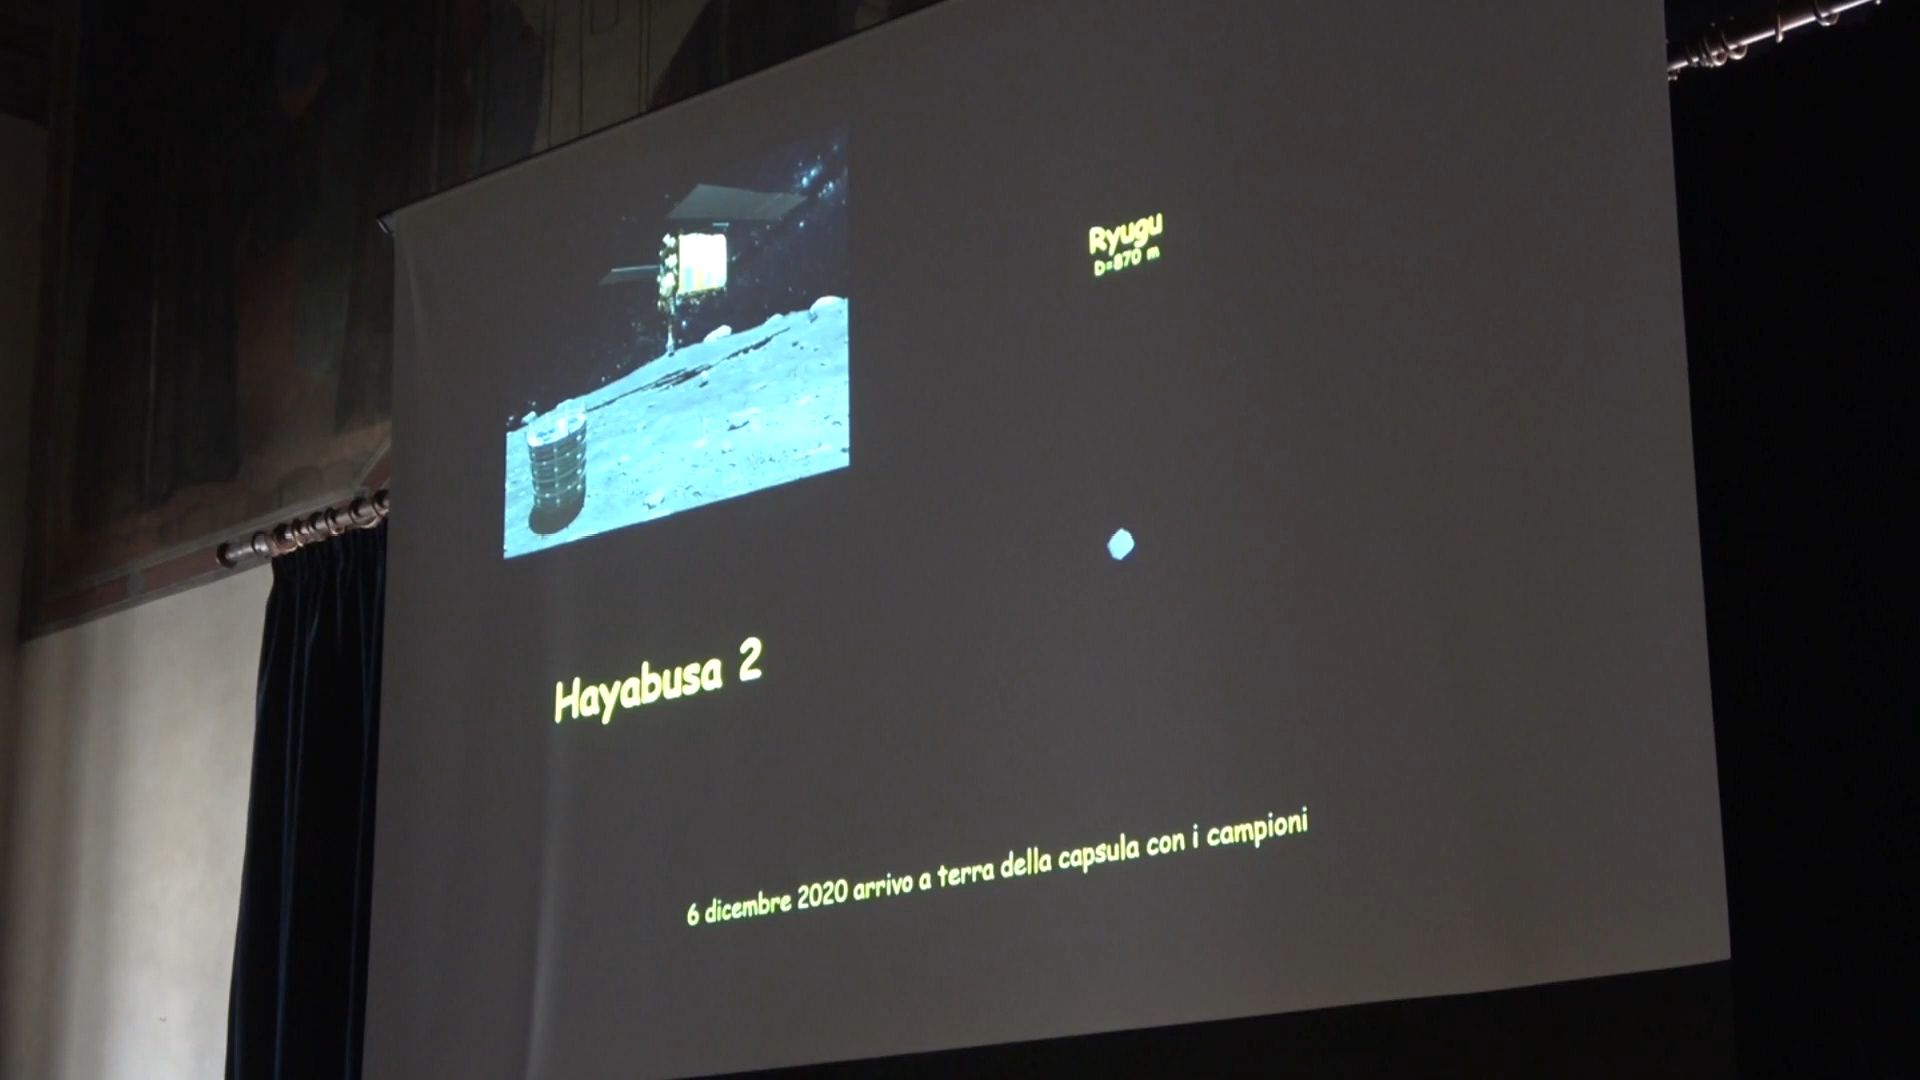 Ryugu
D=870 m
Hayabusa 2
6 dicembre 2020 arrivo a terra della capsula con i campioni